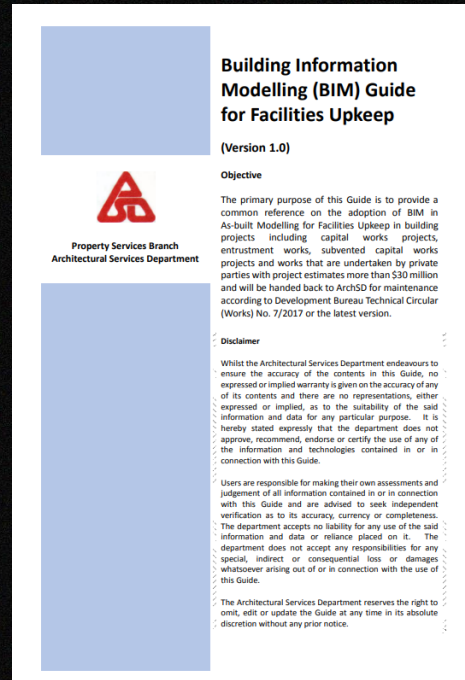 Building Information
Modelling (BIM) Guide
for Facilities Upkeep
(Version 1.0)
Objective
The primary purpose of this Guide is to provide a
common reference on the adoption of BIM in
As-built Modelling for Facilities Upkeep in building
projects including capital works projects,
entrustment works, subvented capital works
projects and works that are undertaken by private
parties with project estimates more than $30 million
and will be handed back to ArchSD for maintenance
according to Development Bureau Technical Circular
(Works) No. 7/2017 or the latest version.
ASD
Property Services Branch
Architectural Services Department
Disclaimer
Whilst the Architectural Services Department endeavours to
ensure the accuracy of the contents in this Guide, no
expressed or implied warranty is given on the accuracy of any
of its contents and there are no representations, either
expressed or implied, as to the suitability of the said
information and data for any particular purpose. It is
hereby stated expressly that the department does not
approve, recommend, endorse or certify the use of any of
the information and technologies contained in or in
connection with this Guide.
Users are responsible for making their own assessments and
judgement of all information contained in or in connection
with this Guide and are advised to seek independent
verification as to its accuracy, currency or completeness.
The department accepts no liability for any use of the said
information and data or reliance placed on it. The
department does not accept any responsibilities for any
special, indirect or consequential loss or damages
whatsoever arising out of or in connection with the use of
this Guide.
The Architectural Services Department reserves the right to
omit, edit or update the Guide at any time in its absolute
discretion without any prior notice.